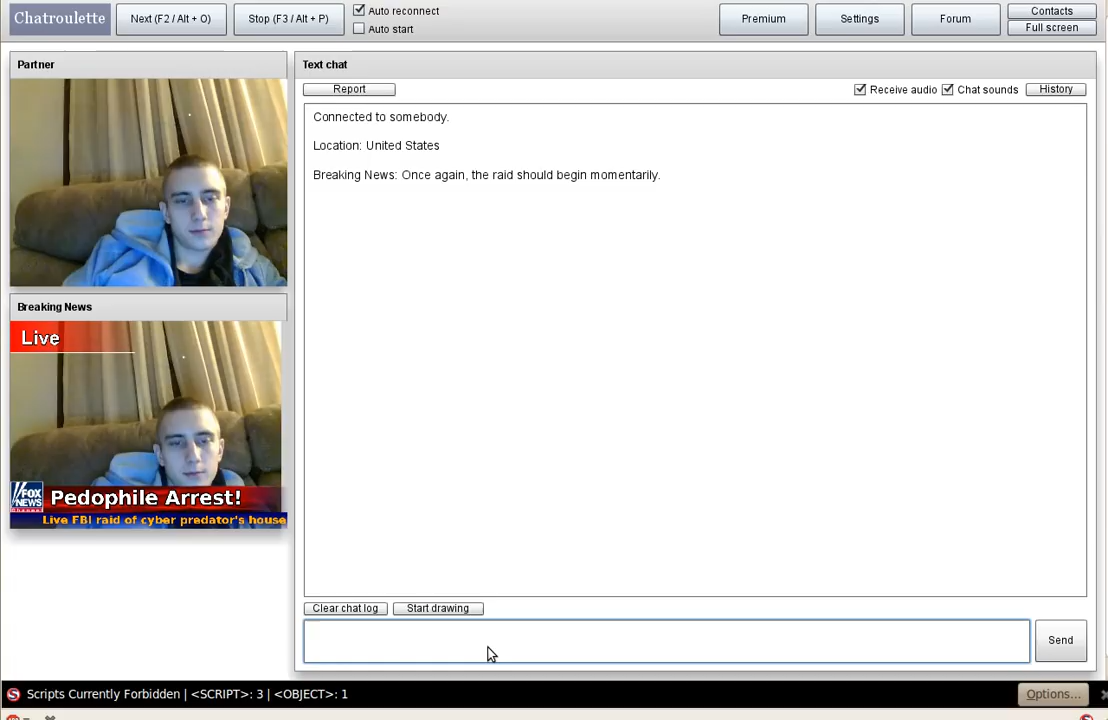 Chatroulette
Next (F2 / Alt + O)
Stop (F3 / Alt + P)
Auto reconnect
Auto start
Premium
Settings
Forum
Contacts
Full screen
Partner
Breaking News
Live
FOX
NEWS
Channel
Pedophile Arrest!
Live FBI raid of cyber predator's house
Text chat
Report
Receive audio
Chat sounds
History
Connected to somebody.
Location: United States
Breaking News: Once again, the raid should begin momentarily.
Clear chat log
Start drawing
Send
Scripts Currently Forbidden | <SCRIPT>: 3 | <OBJECT>: 1
Options...